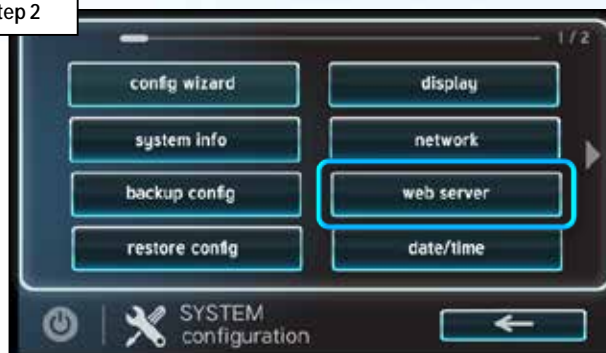 tep 2
1/2
config wizard
display
system info
network
backup config
web server
restore config
date/time
SYSTEM
configuration